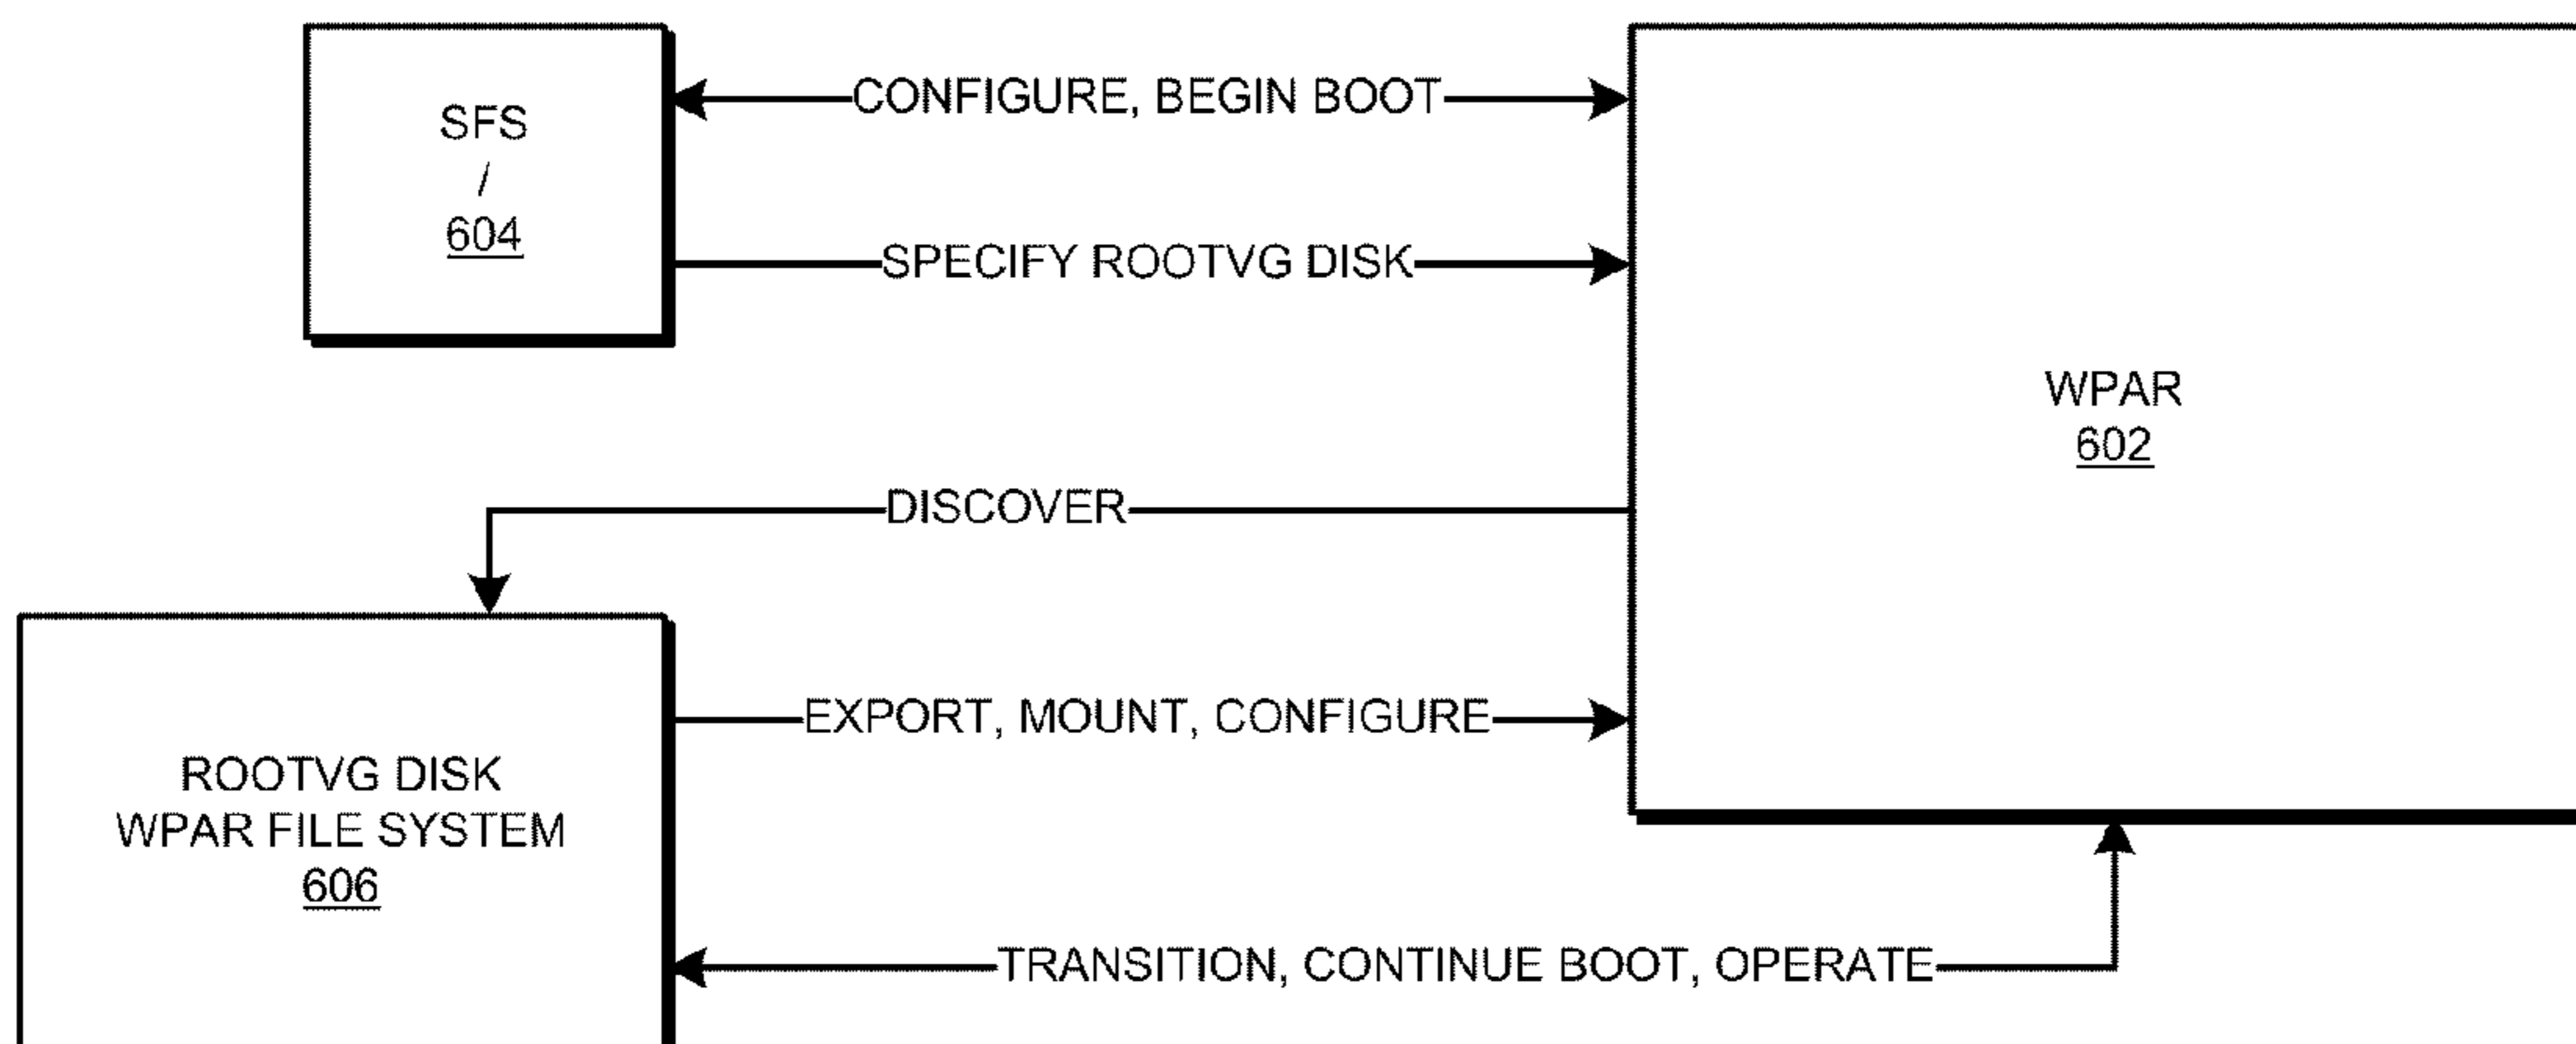 SFS
/
604
CONFIGURE, BEGIN BOOT
SPECIFY ROOTVG DISK
WPAR
602
DISCOVER
EXPORT, MOUNT, CONFIGURE
ROOTVG DISK
WPAR FILE SYSTEM
606
TRANSITION, CONTINUE BOOT, OPERATE